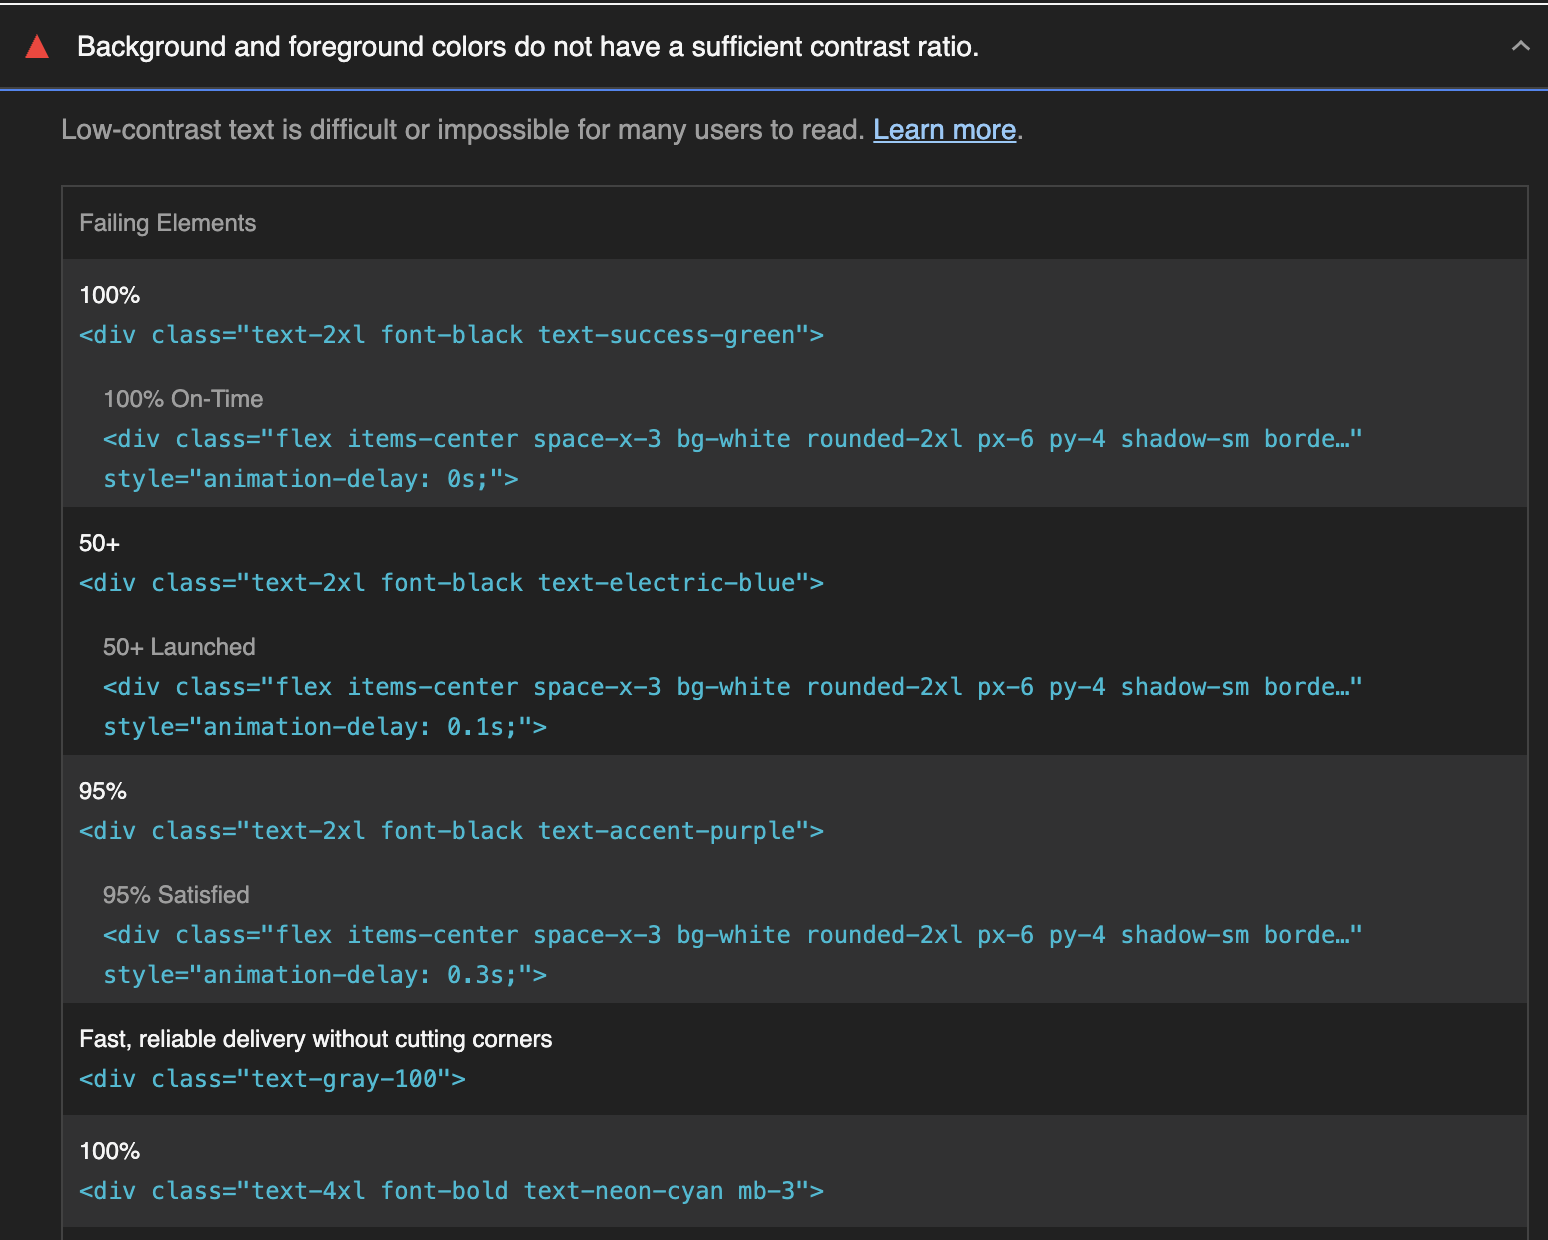 Background and foreground colors do not have a sufficient contrast ratio.
Low-contrast text is difficult or impossible for many users to read. Learn more.
Failing Elements
100%
<div class="text-2xl font-black text-success-green">
100% On-Time
<div class="flex items-center space-x-3 bg-white rounded-2xl px-6 py-4 shadow-sm borde…"
style="animation-delay: 0s;">
50+
<div class="text-2xl font-black text-electric-blue">
50+ Launched
<div class="flex items-center space-x-3 bg-white rounded-2xl px-6 py-4 shadow-sm borde…"
style="animation-delay: 0.1s;">
95%
<div class="text-2xl font-black text-accent-purple">
95% Satisfied
<div class="flex items-center space-x-3 bg-white rounded-2xl px-6 py-4 shadow-sm borde…"
style="animation-delay: 0.3s;">
Fast, reliable delivery without cutting corners
<div class="text-gray-100">
100%
<div class="text-4xl font-bold text-neon-cyan mb-3">